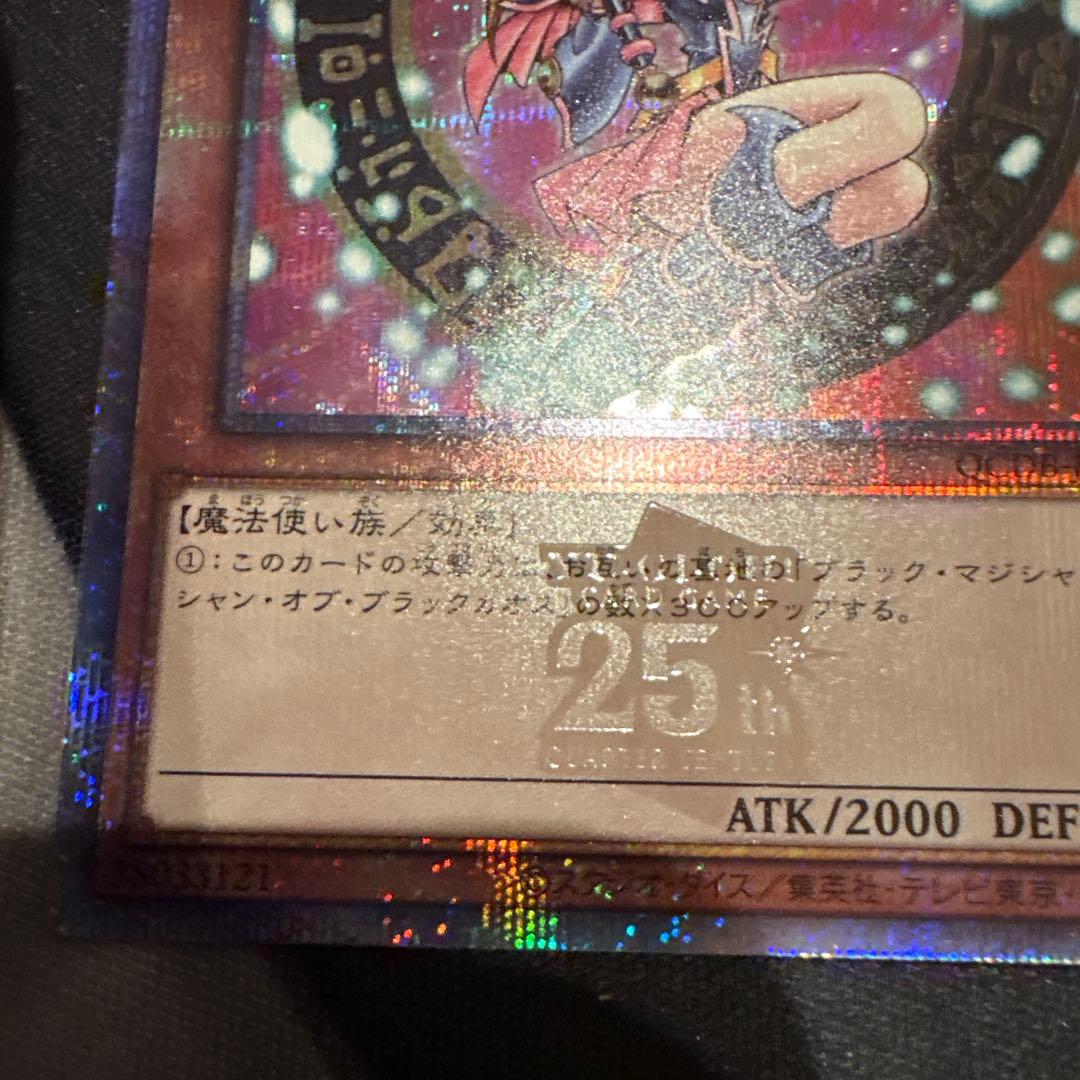 QCDB-
【魔法使い族／効果】
①：このカードの攻撃力は、お互いの墓地の「ブラック・マジシャ
シャン・オブ・ブラックカオス」の数×300アップする。
25th
QUARTER CENTURY
ATK/2000 DEF
033121
©スタジオ・ダイス／集英社・テレビ東京・